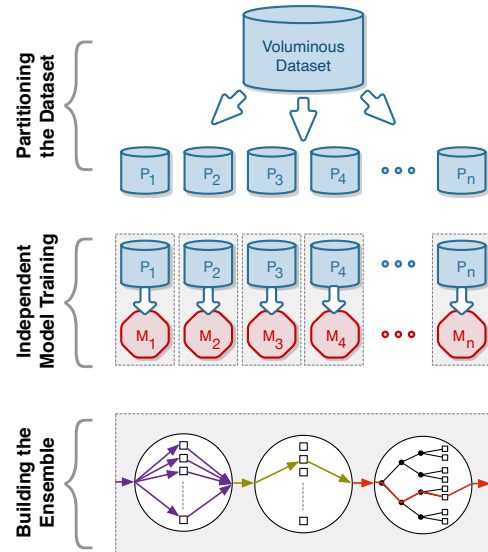 Partitioning
the Dataset
Voluminous
Dataset
P1 P2 P3 P4 Pn
Independent
Model Training
P1 P2 P3 P4 Pn
M1 M2 M3 M4 Mn
Building the
Ensemble